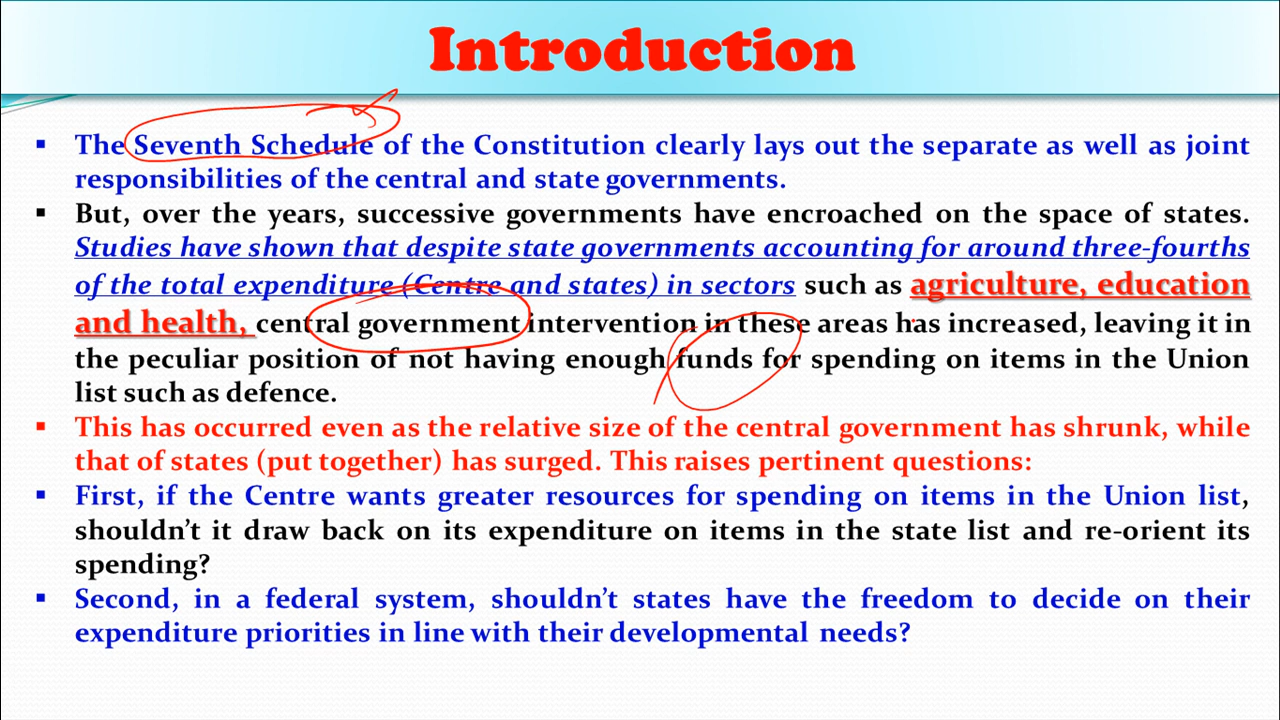 Introduction
▪ The Seventh Schedule of the Constitution clearly lays out the separate as well as joint
responsibilities of the central and state governments.
▪ But, over the years, successive governments have encroached on the space of states.
Studies have shown that despite state governments accounting for around three-fourths
of the total expenditure (Centre and states) in sectors such as agriculture, education
and health, central government intervention in these areas has increased, leaving it in
the peculiar position of not having enough funds for spending on items in the Union
list such as defence.
▪ This has occurred even as the relative size of the central government has shrunk, while
that of states (put together) has surged. This raises pertinent questions:
▪ First, if the Centre wants greater resources for spending on items in the Union list,
shouldn't it draw back on its expenditure on items in the state list and re-orient its
spending?
▪ Second, in a federal system, shouldn't states have the freedom to decide on their
expenditure priorities in line with their developmental needs?